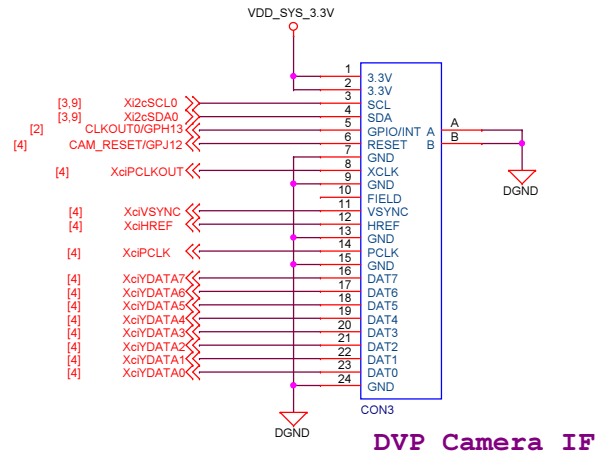 VDD_SYS_3.3V
1 3.3V
2 3.3V
[3,9] Xi2cSCL0 3 SCL
[3,9] Xi2cSDA0 4 SDA
[2] CLKOUT0/GPH13 5 GPIO/INT A A
[4] CAM_RESET/GPJ12 6 RESET B B
7 GND
[4] XciPCLKOUT 8 XCLK
9 GND
DGND
10 FIELD
[4] XciVSYNC 11 VSYNC
[4] XciHREF 12 HREF
13 GND
[4] XciPCLK 14 PCLK
15 GND
[4] XciYDATA7 16 DAT7
[4] XciYDATA6 17 DAT6
[4] XciYDATA5 18 DAT5
[4] XciYDATA4 19 DAT4
[4] XciYDATA3 20 DAT3
[4] XciYDATA2 21 DAT2
[4] XciYDATA1 22 DAT1
[4] XciYDATA0 23 DAT0
24 GND
CON3
DGND
DVP Camera IF